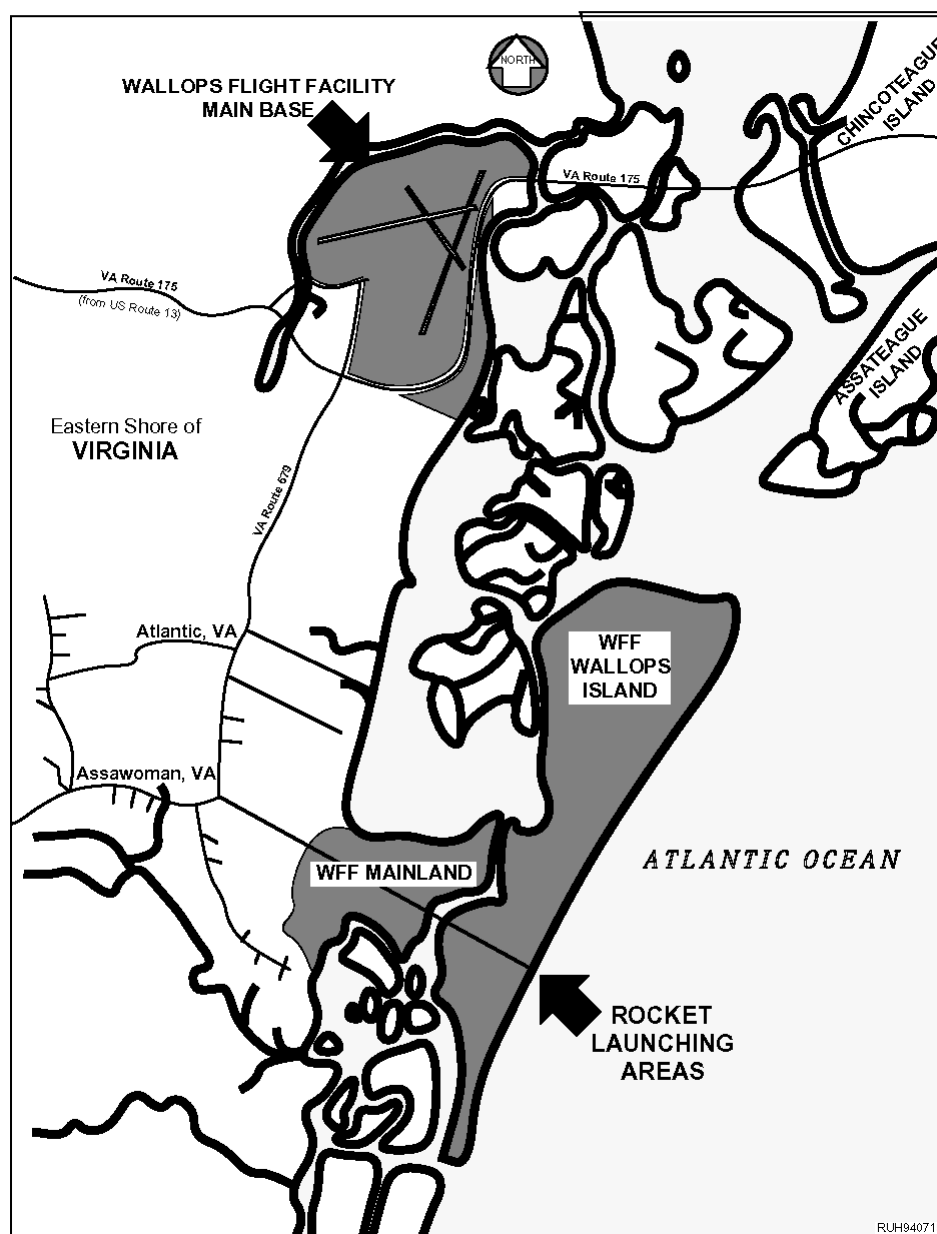 NORTH
WALLOPS FLIGHT FACILITY
MAIN BASE
CHINCOTEAGUE
ISLAND
VA Route 175
VA Route 175
(from US Route 13)
ASSATEAGUE
ISLAND
Eastern Shore of
VIRGINIA
VA Route 679
Atlantic, VA
WFF
WALLOPS
ISLAND
Assawoman, VA
ATLANTIC OCEAN
WFF MAINLAND
ROCKET
LAUNCHING
AREAS
RUH94071